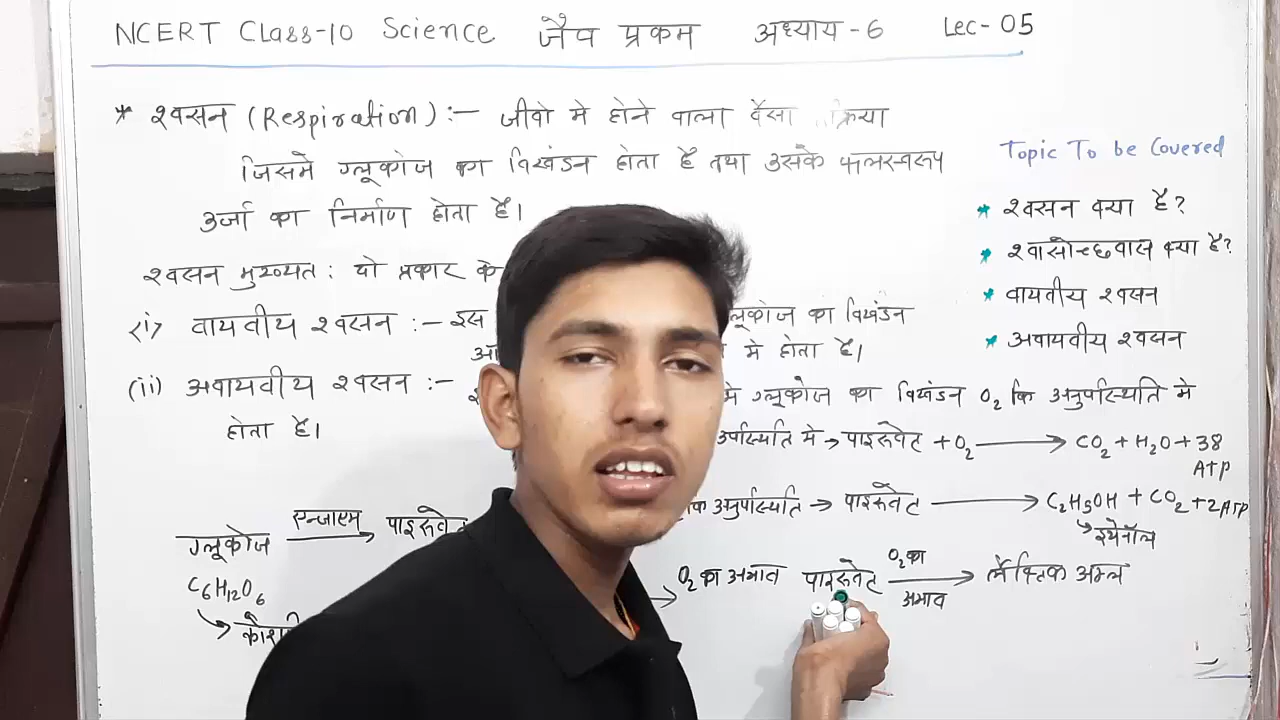 NCERT Class-10 Science जैव प्रक्रम अध्याय - 6 Lec- 05
* श्वसन (Respiration) :- जीवो मे होने वाला वैसा क्रिया
जिसमे ग्लूकोज का विखंडन होता है तथा उसके फलस्वरूप
उर्जा का निर्माण होता है।
श्वसन मुख्यत: दो प्रकार के
(i) वायवीय श्वसन :- इस ग्लूकोज का विखंडन
मे होता है।
(ii) अवायवीय श्वसन :- मे ग्लूकोज का विखंडन O2 कि अनुपस्थिति मे
होता है।
Topic To be Covered
* श्वसन क्या है?
* श्वासोच्छवास क्या है?
* वायवीय श्वसन
* अवायवीय श्वसन
मे → पाइरूवेट + O2 → CO2 + H2O + 38 ATP
अनुपस्थिति → पाइरूवेट → C2H5OH + CO2 + 2ATP
इथेनॉल
ग्लूकोज एन्जाइम → पाइरूवेट
C6H12O6
→ O2 का अभाव पाइरूवेट O2 का अभाव → लैक्टिक अम्ल